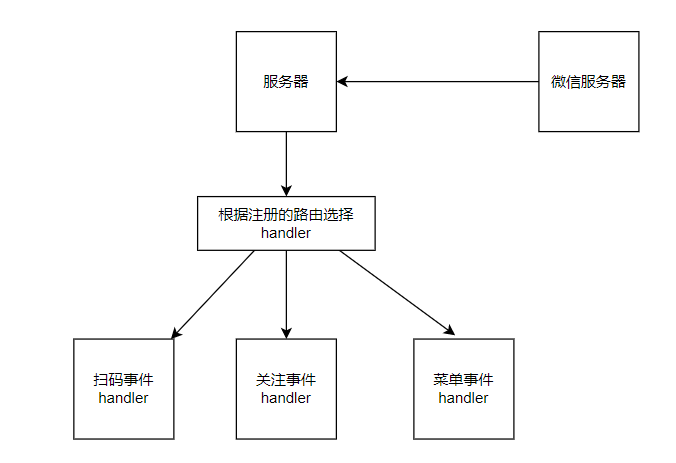 服务器
微信服务器
根据注册的路由选择
handler
扫码事件
handler
关注事件
handler
菜单事件
handler